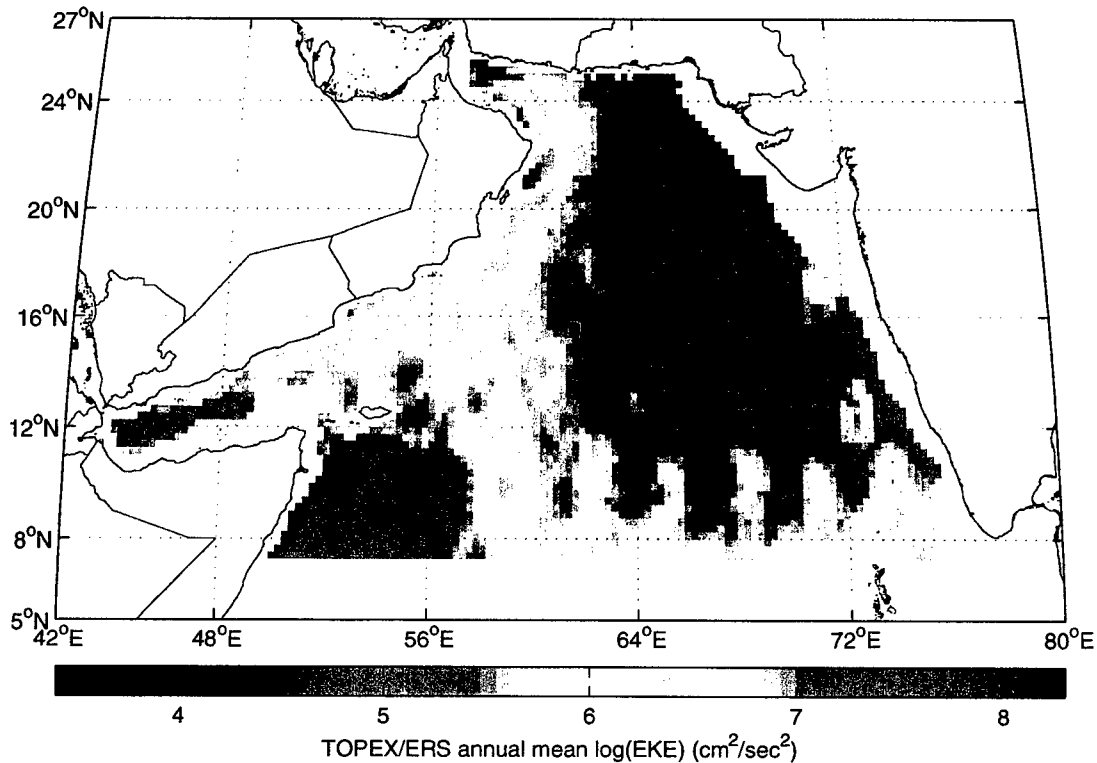 27°N
24°N
20°N
16°N
12°N
8°N
5°N
42°E 48°E 56°E 64°E 72°E 80°E
4 5 6 7 8
TOPEX/ERS annual mean log(EKE) (cm²/sec²)